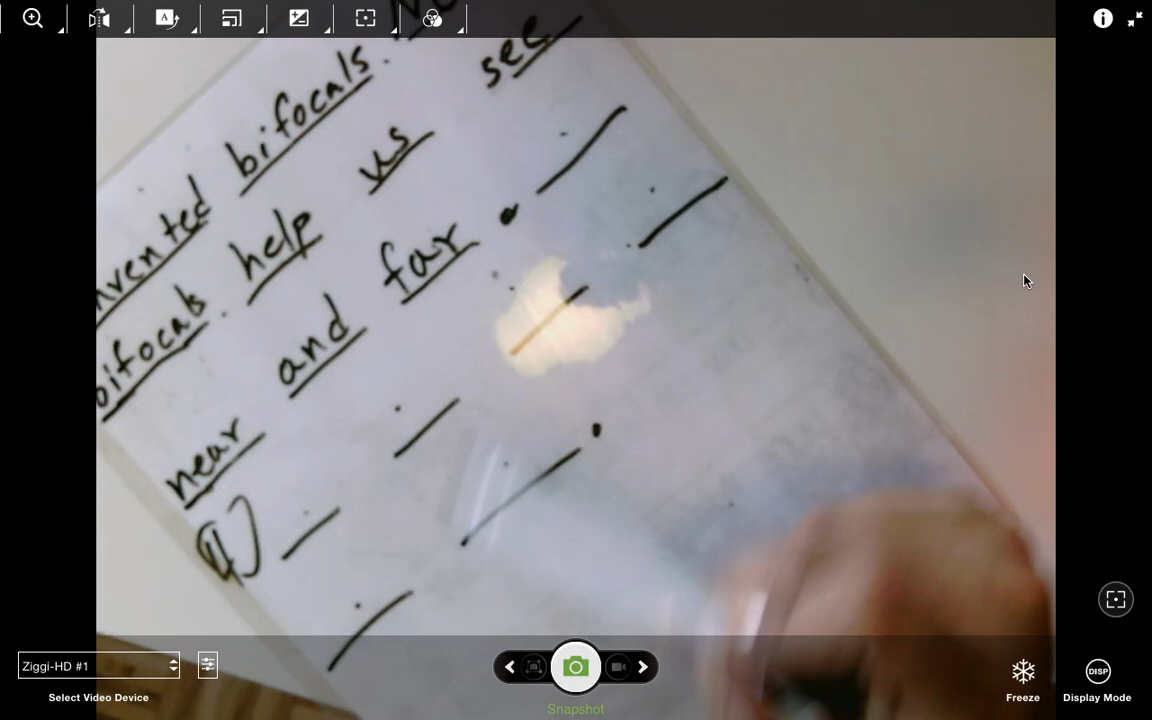 nvented bifocals.
see
bifocals help us
near and far.
4)
Ziggi-HD #1
Select Video Device
Snapshot
Freeze
DISP
Display Mode